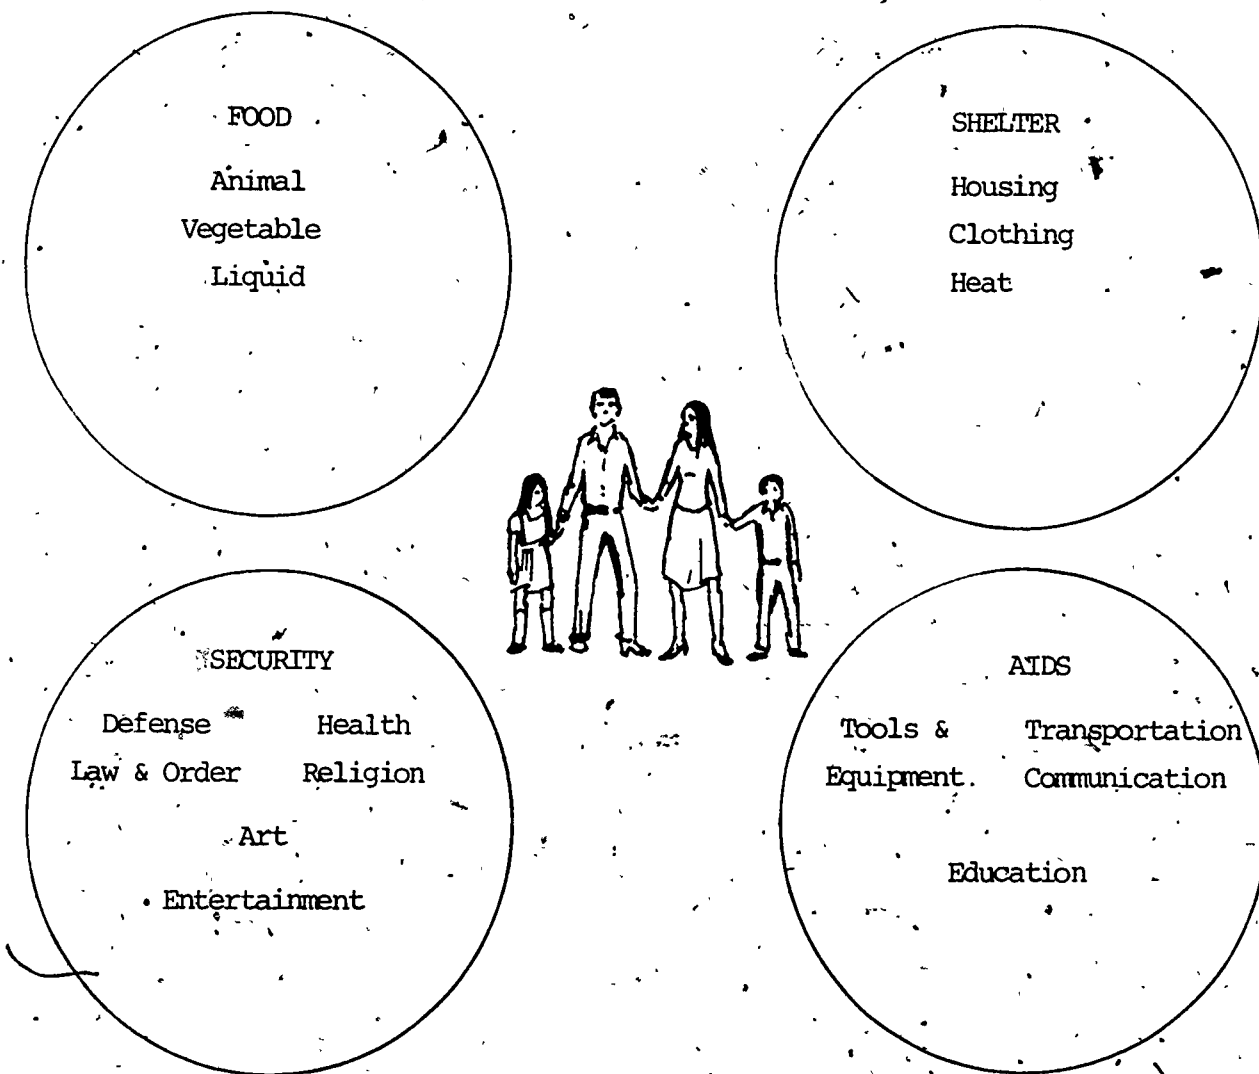 FOOD
Animal
Vegetable
Liquid
SHELTER
Housing
Clothing
Heat
SECURITY
Defense Health
Law & Order Religion
Art
Entertainment
AIDS
Tools & Transportation
Equipment Communication
Education